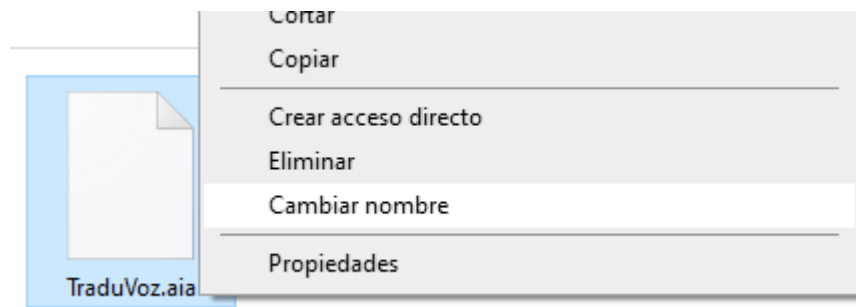 Cortar
Copiar
Crear acceso directo
Eliminar
Cambiar nombre
Propiedades
TraduVoz.aia